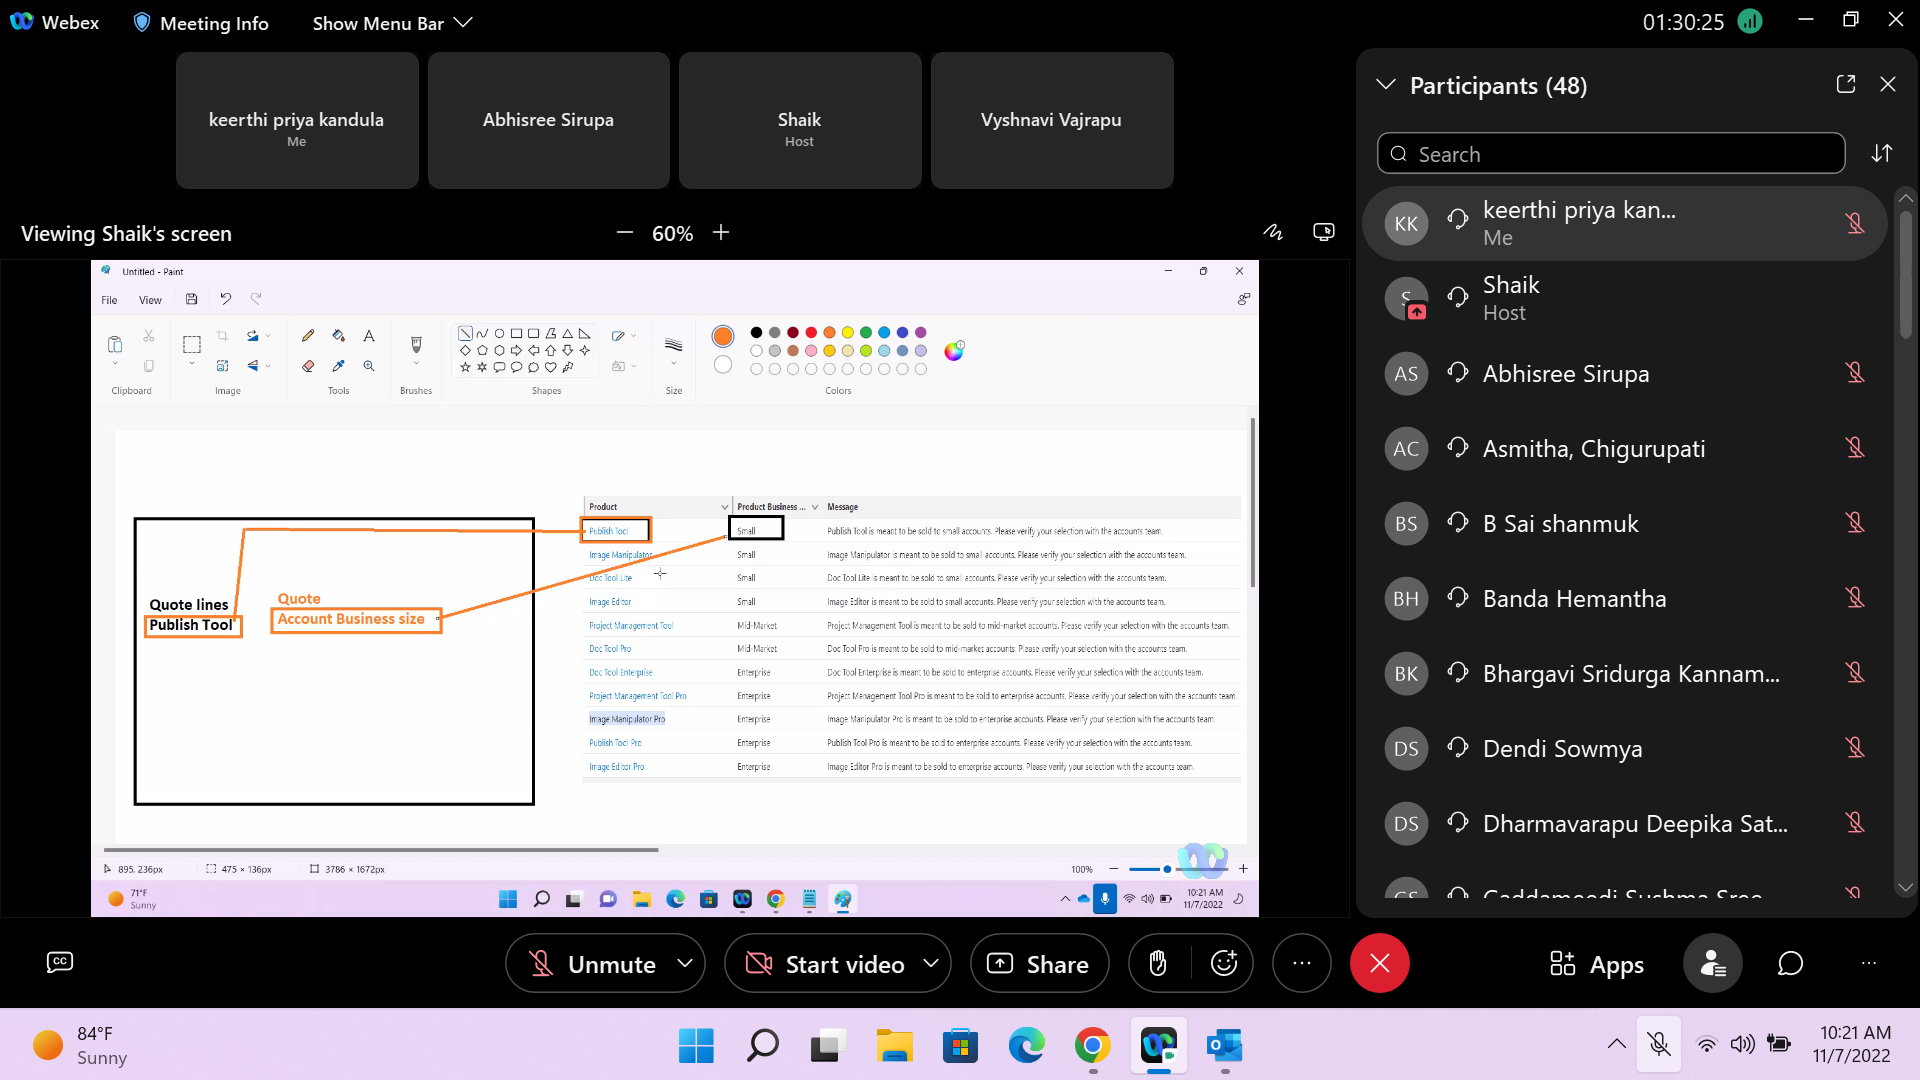 Webex
Meeting Info
Show Menu Bar
01:30:25
keerthi priya kandula
Me
Abhisree Sirupa
Shaik
Host
Vyshnavi Vajrapu
Viewing Shaik's screen
60%
Untitled - Paint
File
View
Clipboard
Image
Tools
Brushes
Shapes
Size
Colors
Quote lines
Publish Tool
Quote
Account Business size
Product Product Business ... Message
Publish Tool Small Publish Tool is meant to be sold to small accounts. Please verify your selection with the accounts team.
Image Manipulator Small Image Manipulator is meant to be sold to small accounts. Please verify your selection with the accounts team.
Doc Tool Lite Small Doc Tool Lite is meant to be sold to small accounts. Please verify your selection with the accounts team.
Image Editor Small Image Editor is meant to be sold to small accounts. Please verify your selection with the accounts team.
Project Management Tool Mid-Market Project Management Tool is meant to be sold to mid-market accounts. Please verify your selection with the accounts team.
Doc Tool Pro Mid-Market Doc Tool Pro is meant to be sold to mid-market accounts. Please verify your selection with the accounts team.
Doc Tool Enterprise Enterprise Doc Tool Enterprise is meant to be sold to enterprise accounts. Please verify your selection with the accounts team.
Project Management Tool Pro Enterprise Project Management Tool Pro is meant to be sold to enterprise accounts. Please verify your selection with the accounts team.
Image Manipulator Pro Enterprise Image Manipulator Pro is meant to be sold to enterprise accounts. Please verify your selection with the accounts team.
Publish Tool Pro Enterprise Publish Tool Pro is meant to be sold to enterprise accounts. Please verify your selection with the accounts team.
Image Editor Pro Enterprise Image Editor Pro is meant to be sold to enterprise accounts. Please verify your selection with the accounts team.
895, 236px
475 × 136px
3786 × 1672px
100%
71°F
Sunny
10:21 AM
11/7/2022
Participants (48)
Search
KK
keerthi priya kan...
Me
S
Shaik
Host
AS
Abhisree Sirupa
AC
Asmitha, Chigurupati
BS
B Sai shanmuk
BH
Banda Hemantha
BK
Bhargavi Sridurga Kannam...
DS
Dendi Sowmya
DS
Dharmavarapu Deepika Sat...
GS
Gaddameedi Sushma Sree
CC
Unmute
Start video
Share
Apps
84°F
Sunny
10:21 AM
11/7/2022